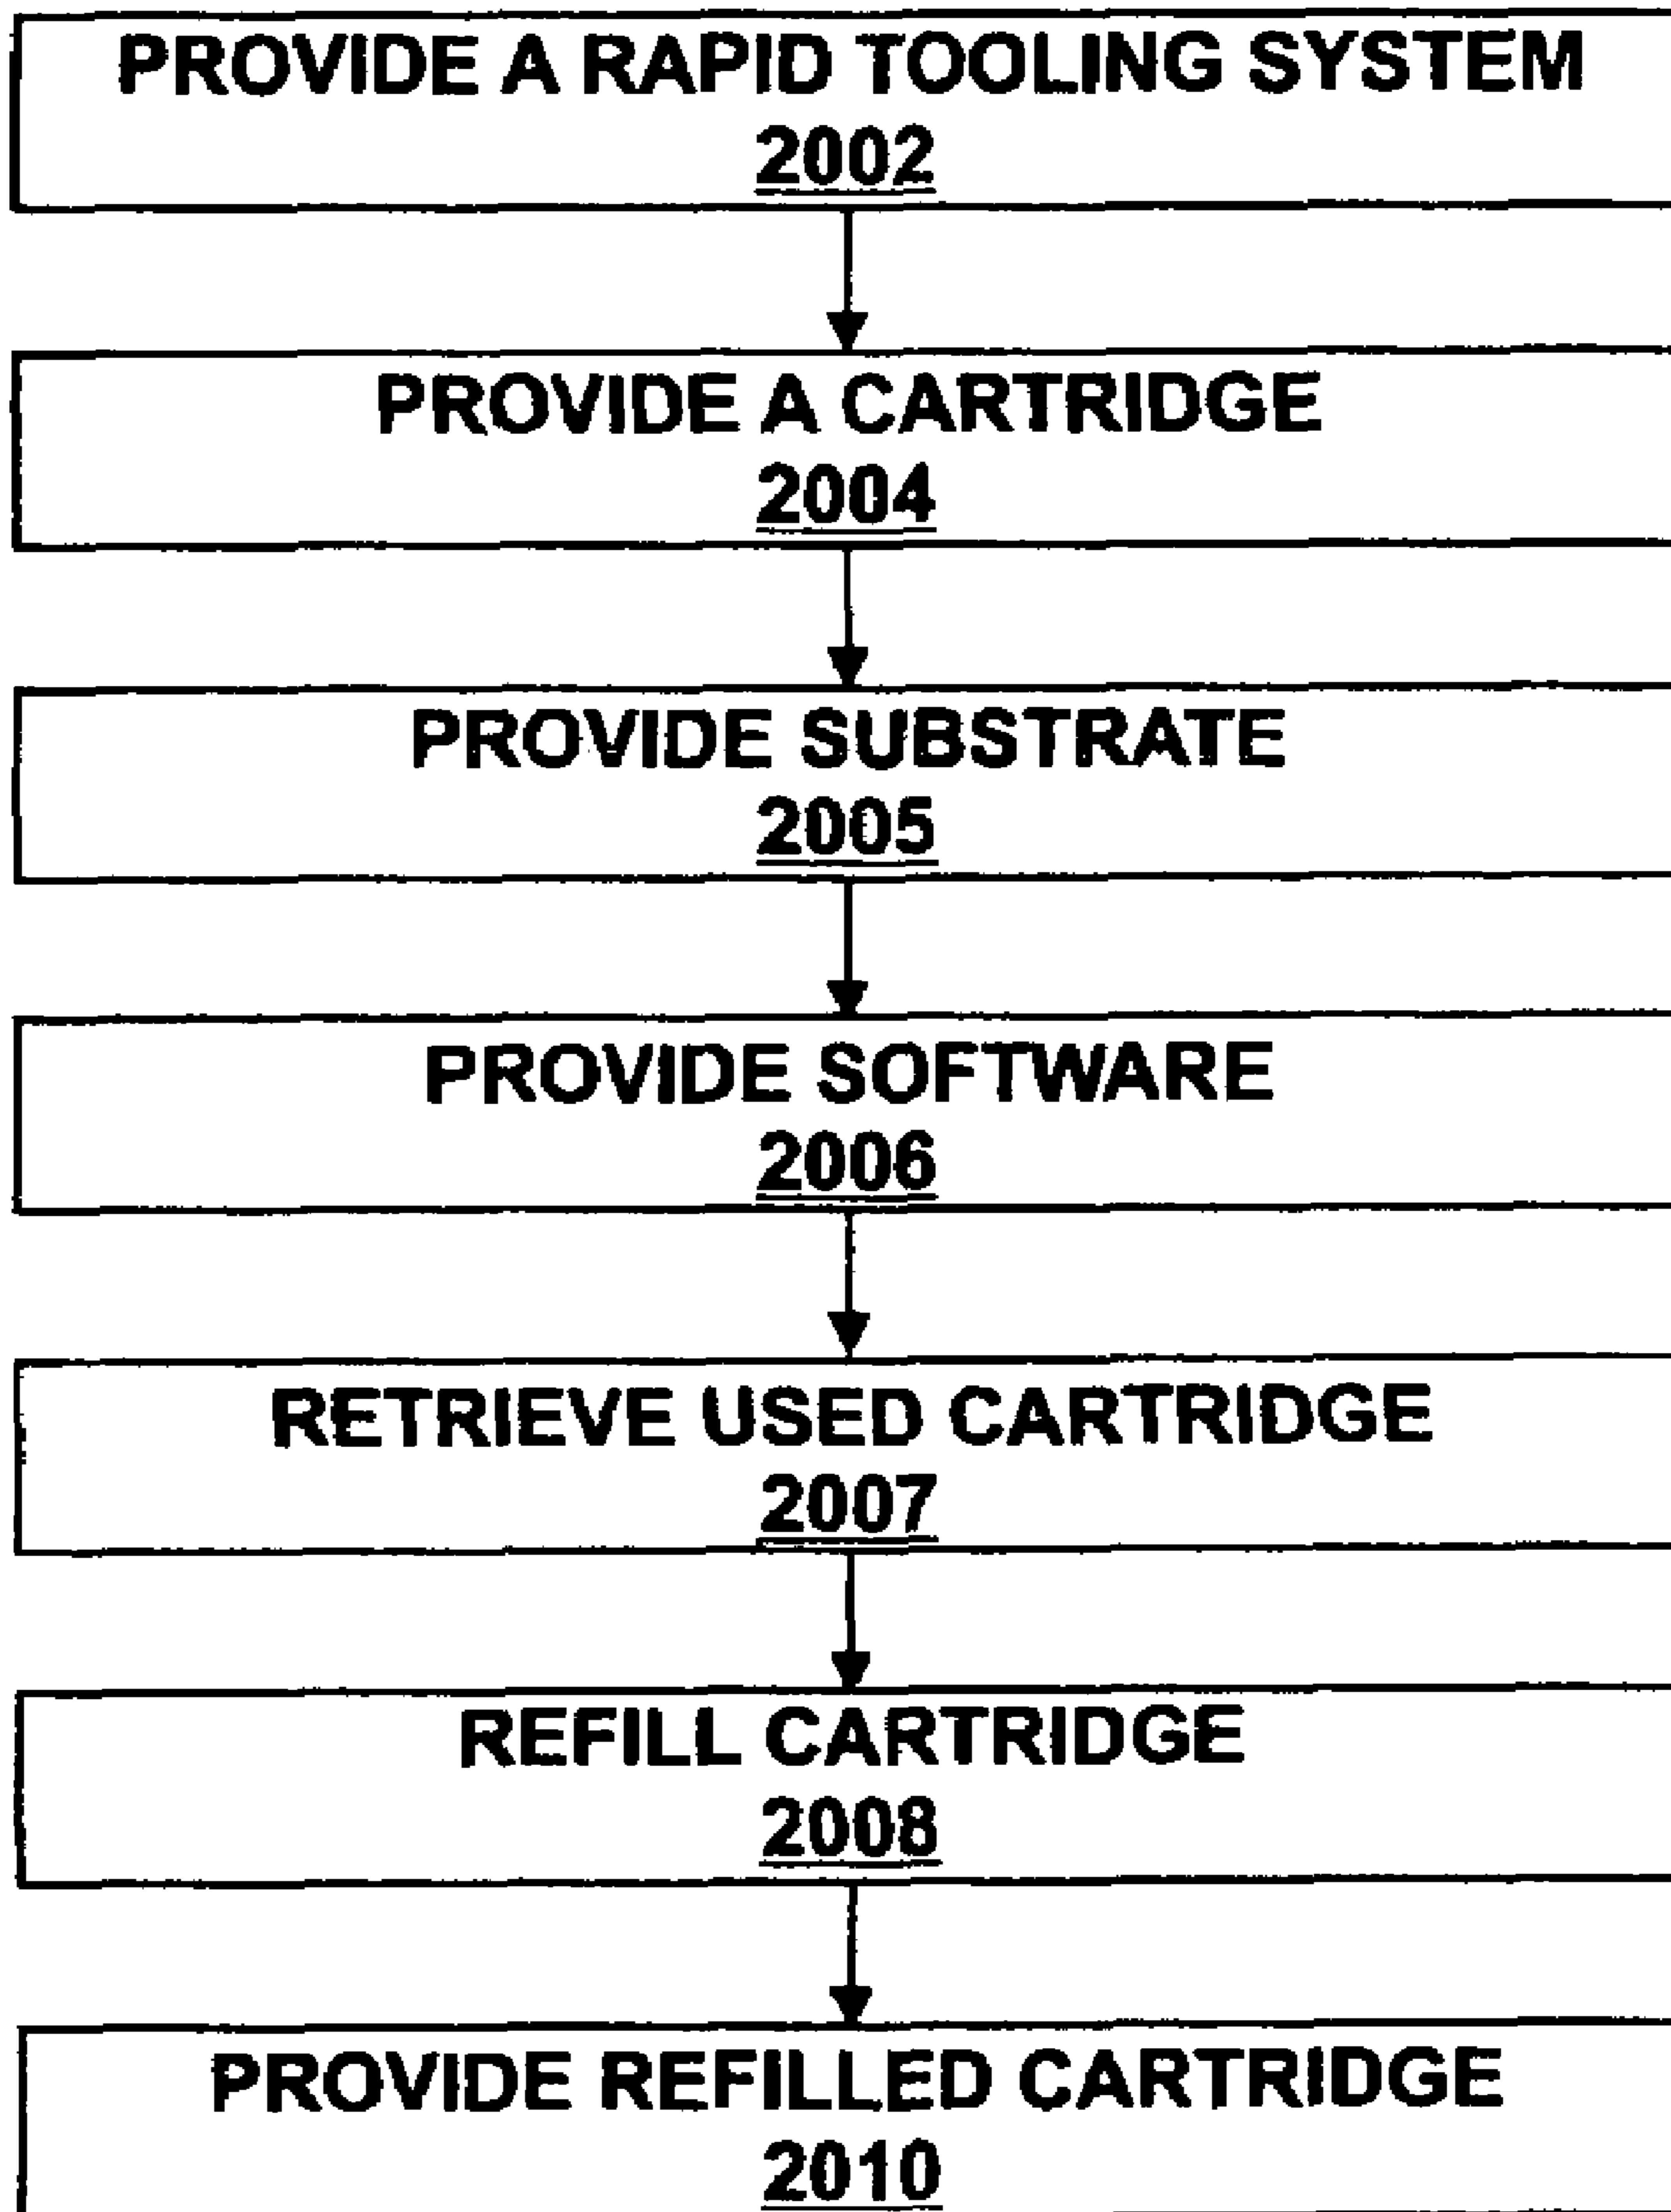 PROVIDE A RAPID TOOLING SYSTEM
2002
PROVIDE A CARTRIDGE
2004
PROVIDE SUBSTRATE
2005
PROVIDE SOFTWARE
2006
RETRIEVE USED CARTRIDGE
2007
REFILL CARTRIDGE
2008
PROVIDE REFILLED CARTRIDGE
2010